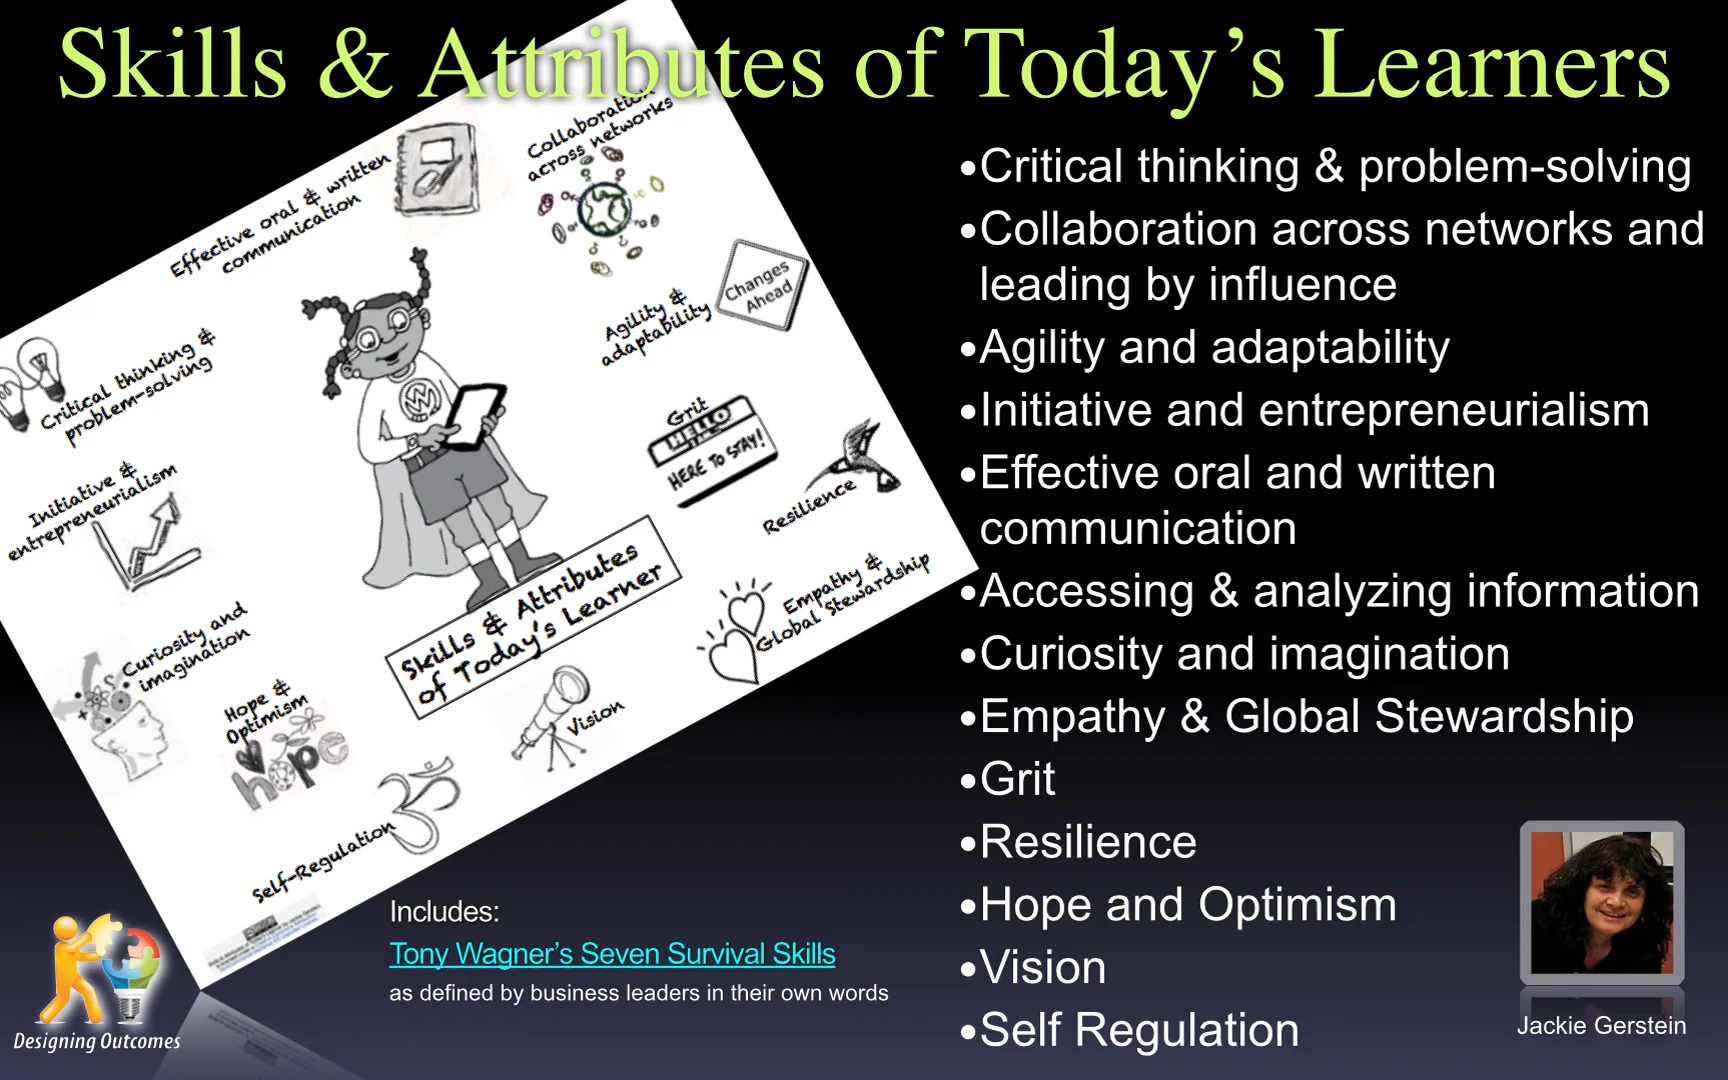 Skills & Attributes of Today’s Learners
Collaboration
across networks
Effective oral & written
communication
Changes
Ahead
Agility &
adaptability
Critical thinking &
problem-solving
Grit
HELLO
HERE TO STAY!
Resilience
Initiative &
entrepreneurialism
Empathy &
Global Stewardship
Skills & Attributes
of Today's Learner
Curiosity and
imagination
Hope &
Optimism
hope
Vision
Self-Regulation
•Critical thinking & problem-solving
•Collaboration across networks and
leading by influence
•Agility and adaptability
•Initiative and entrepreneurialism
•Effective oral and written
communication
•Accessing & analyzing information
•Curiosity and imagination
•Empathy & Global Stewardship
•Grit
•Resilience
•Hope and Optimism
•Vision
•Self Regulation
Includes:
Tony Wagner’s Seven Survival Skills
as defined by business leaders in their own words
Designing Outcomes
Jackie Gerstein